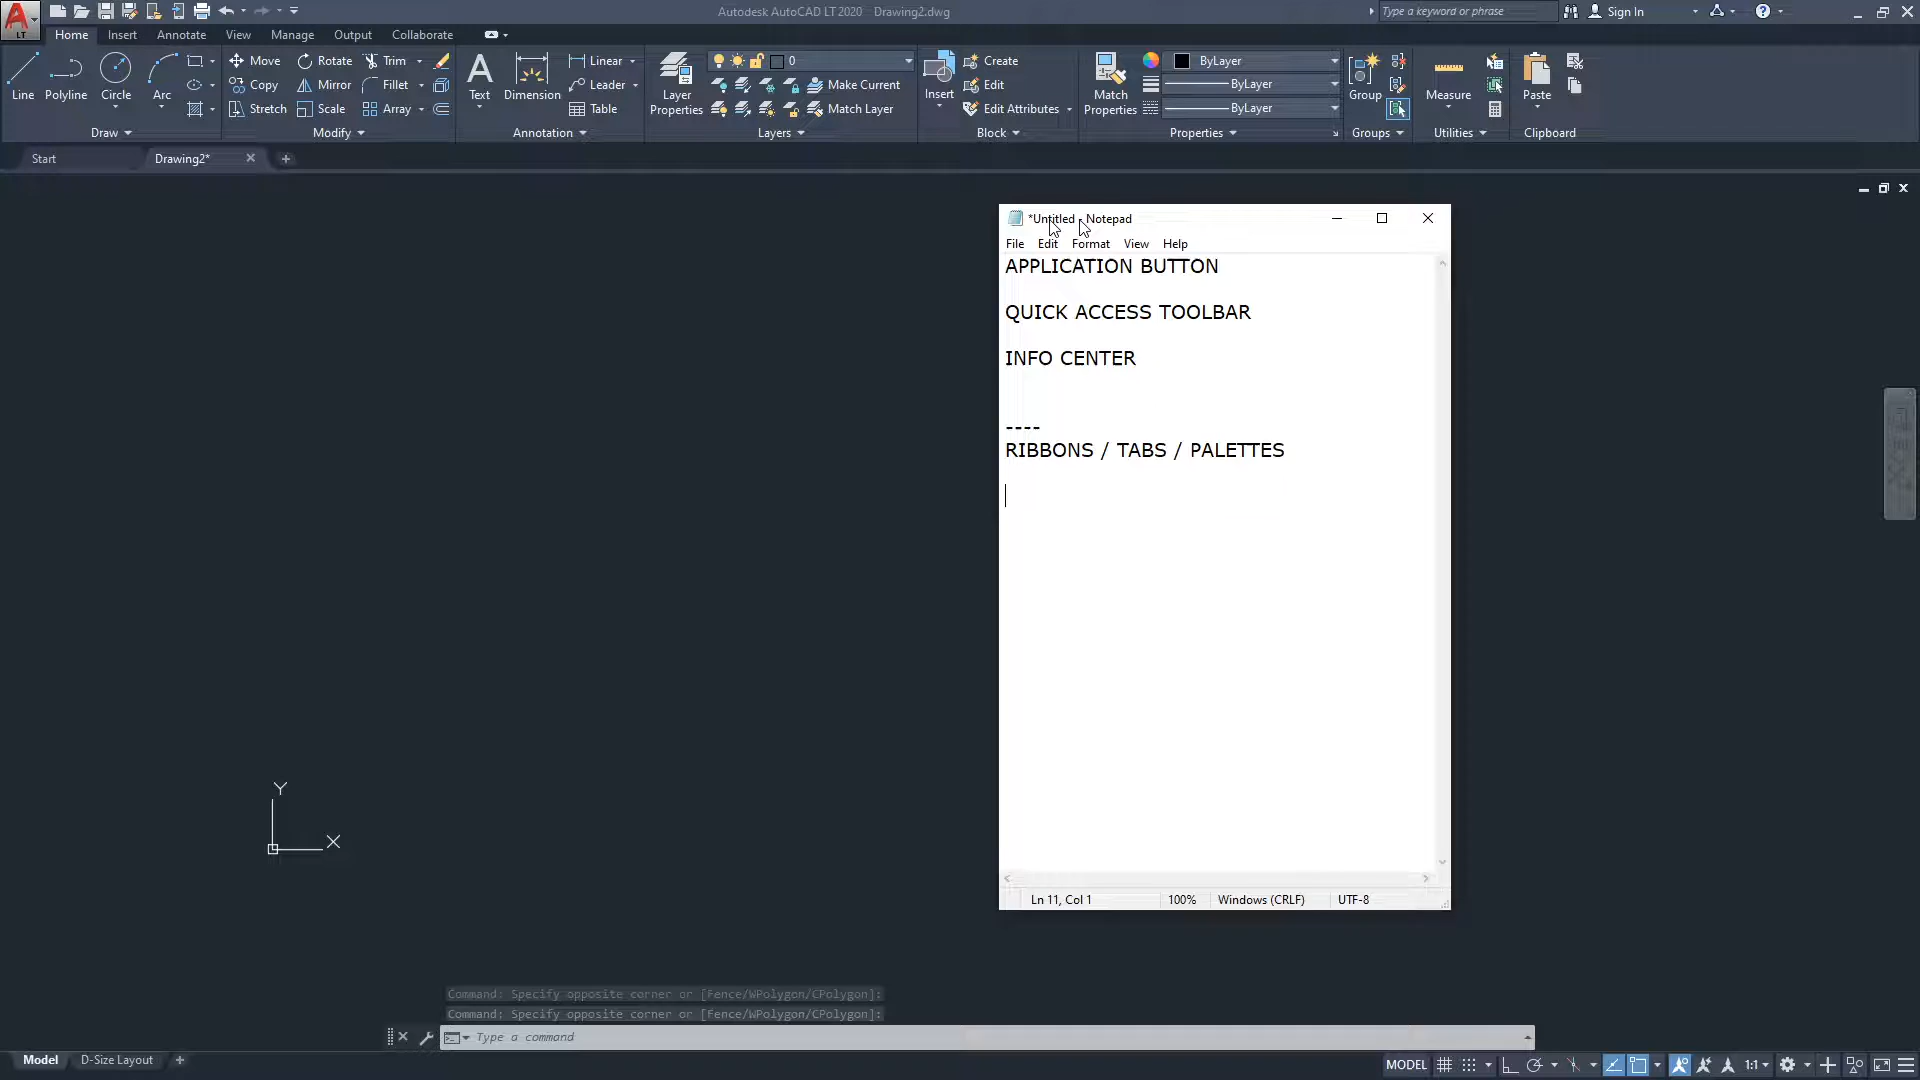 Autodesk AutoCAD LT 2020 Drawing2.dwg
Type a keyword or phrase
Sign In
LT
Home Insert Annotate View Manage Output Collaborate
Line Polyline Circle Arc
Draw
Move Rotate Trim
Copy Mirror Fillet
Stretch Scale Array
Modify
Text Dimension
Linear
Leader
Table
Annotation
Layer
Properties
0
Make Current
Match Layer
Layers
Insert
Create
Edit
Edit Attributes
Block
Match
Properties
ByLayer
ByLayer
ByLayer
Properties
Group
Groups
Measure
Utilities
Paste
Clipboard
Start Drawing2*
*Untitled - Notepad
File Edit Format View Help
APPLICATION BUTTON
QUICK ACCESS TOOLBAR
INFO CENTER
----
RIBBONS / TABS / PALETTES
Ln 11, Col 1 100% Windows (CRLF) UTF-8
Y
X
Command: Specify opposite corner or [Fence/WPolygon/CPolygon]:
Command: Specify opposite corner or [Fence/WPolygon/CPolygon]:
Type a command
Model D-Size Layout
MODEL 1:1